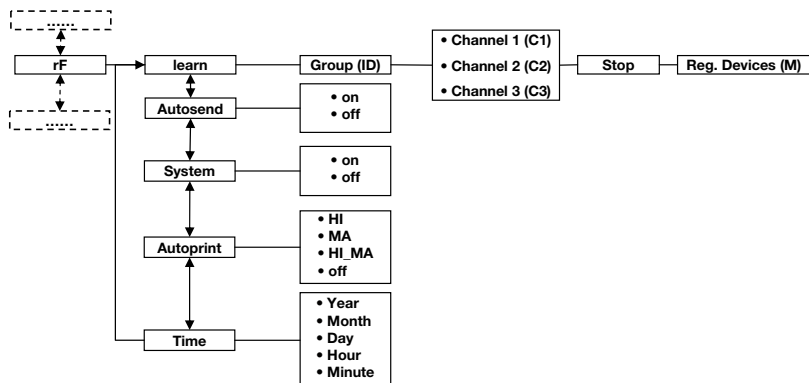 ......
rF
......
learn
Group (ID)
• Channel 1 (C1)
• Channel 2 (C2)
• Channel 3 (C3)
Stop
Reg. Devices (M)
Autosend
• on
• off
System
• on
• off
Autoprint
• HI
• MA
• HI_MA
• off
Time
• Year
• Month
• Day
• Hour
• Minute